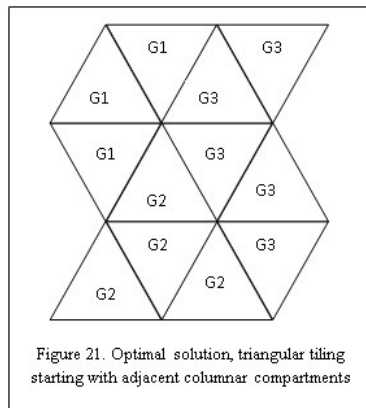 G1 G3
G1 G3
G1 G3
G3
G2
G2 G3
G2 G2
Figure 21. Optimal solution, triangular tiling
starting with adjacent columnar compartments